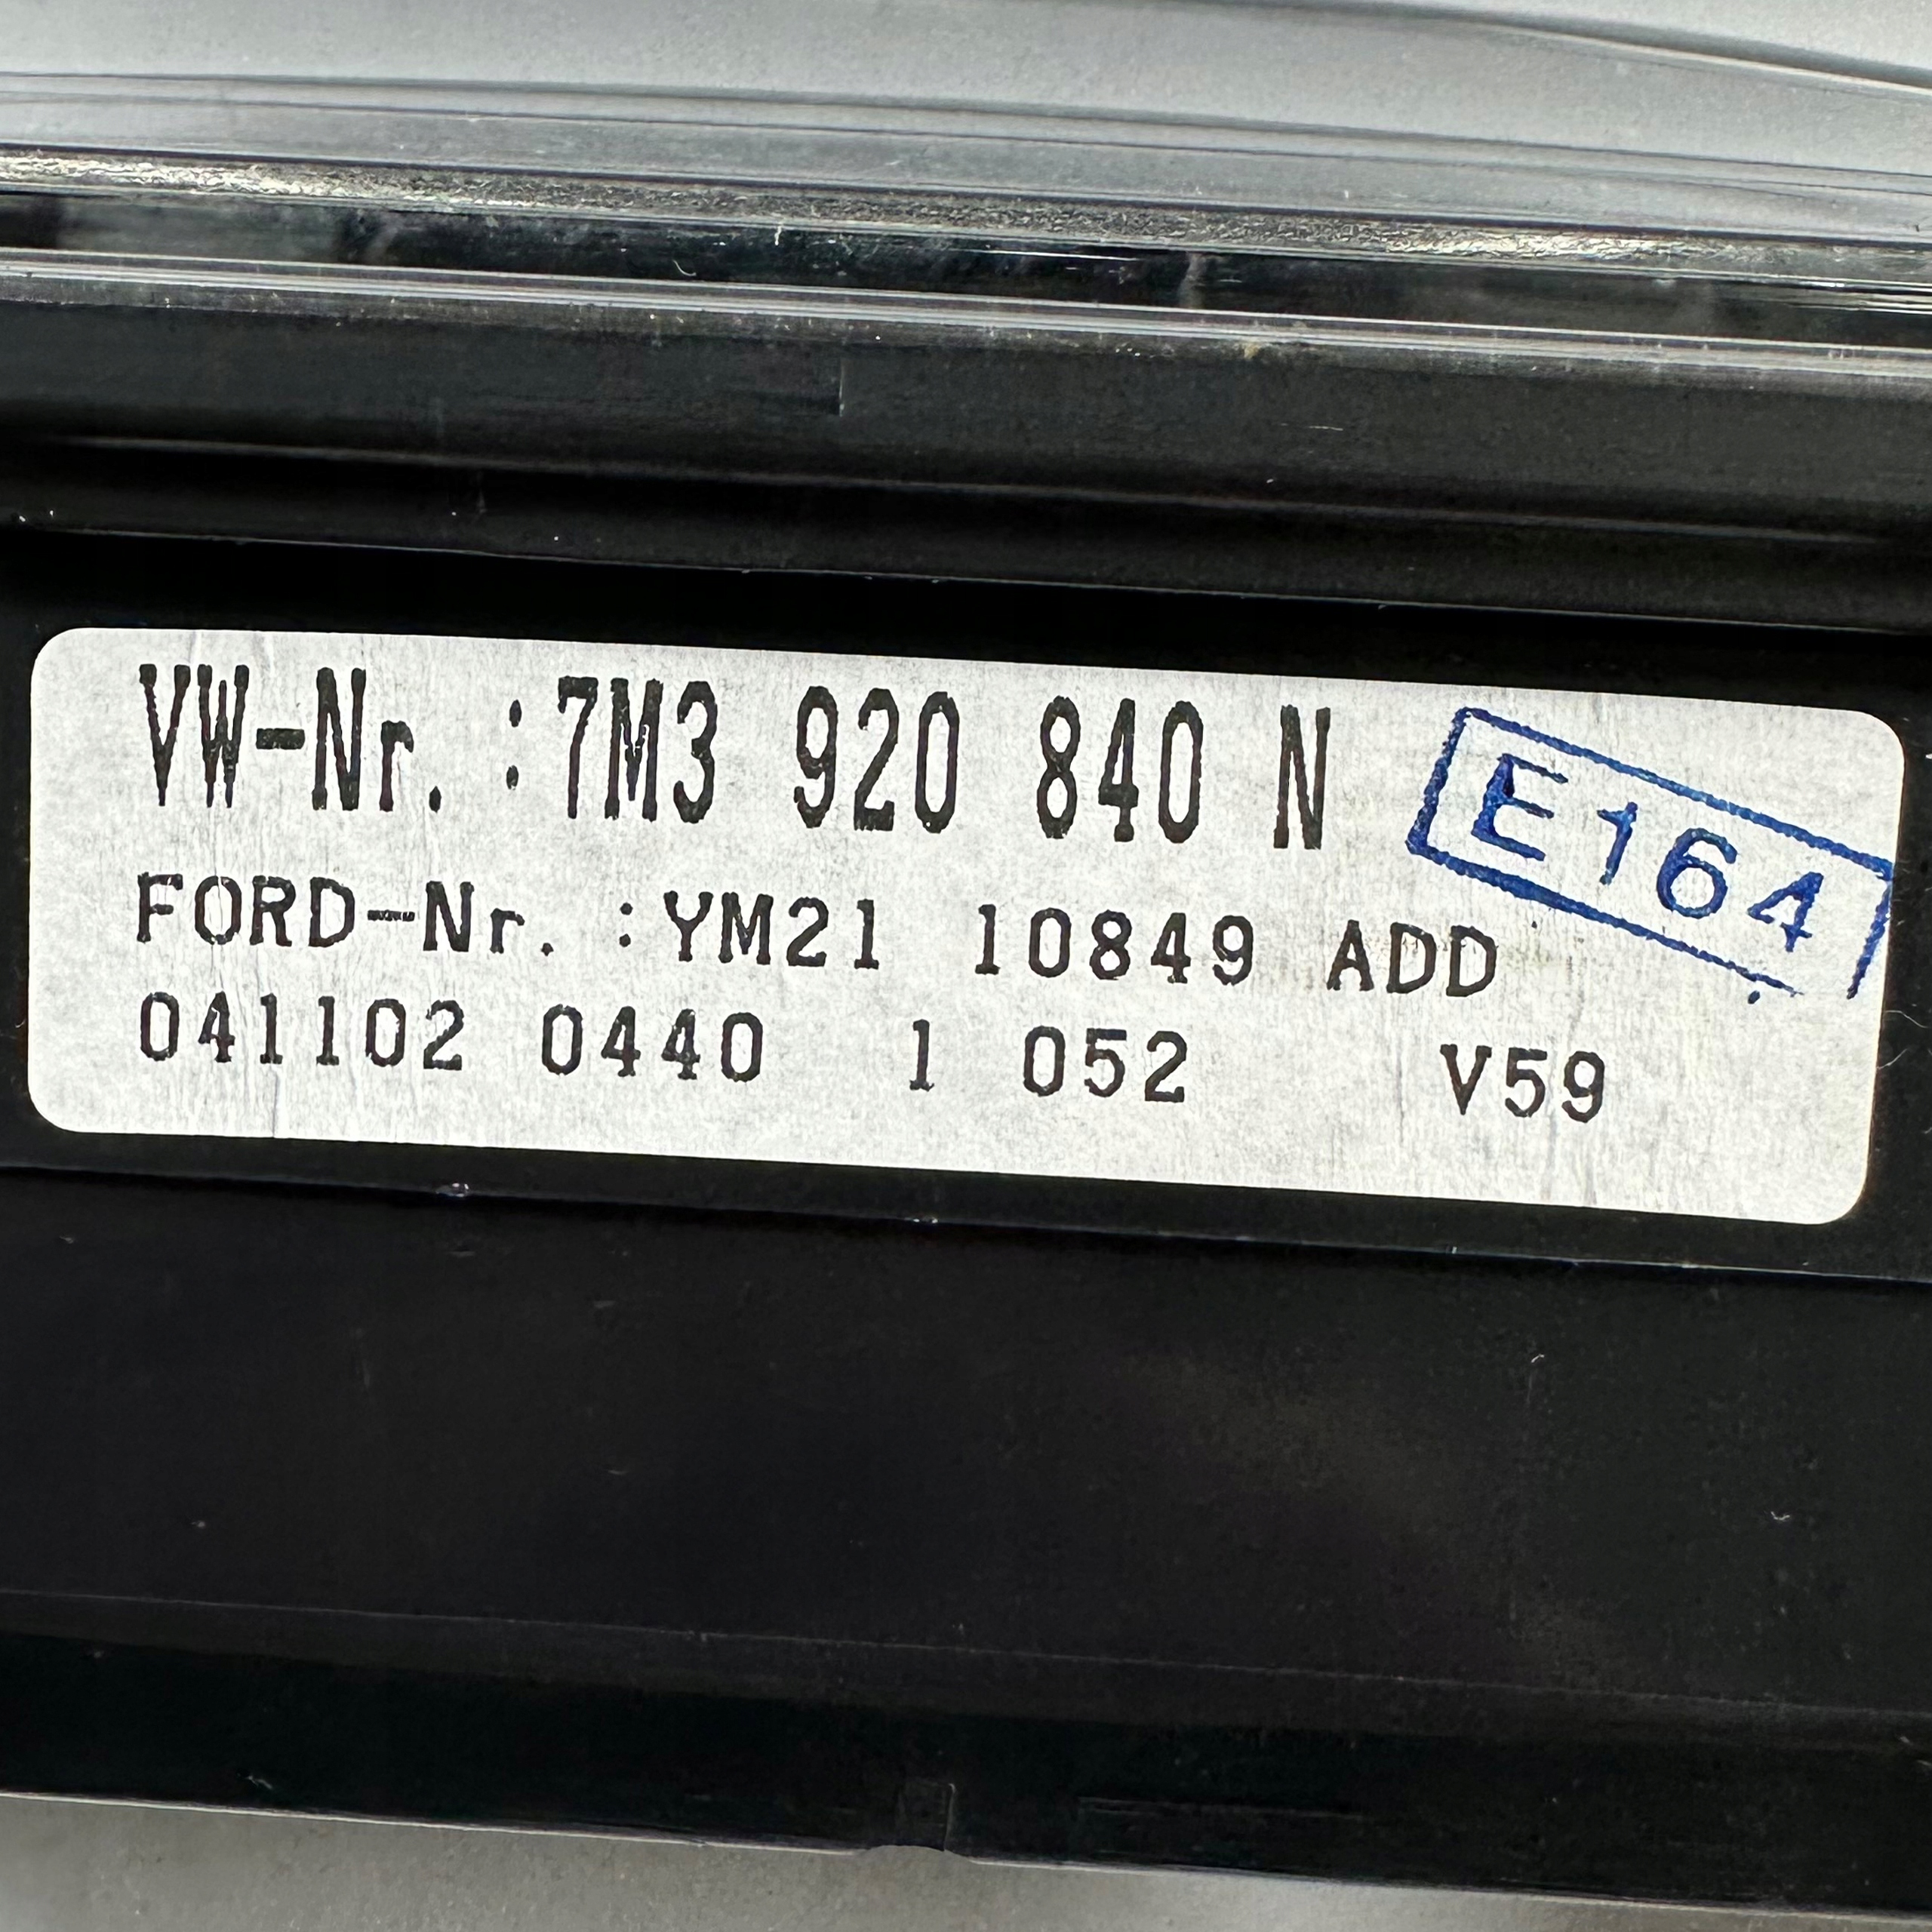 VW-Nr. :7M3 920 840 N
E164
FORD-Nr. :YM21 10849 ADD
041102 0440 1 052 V59